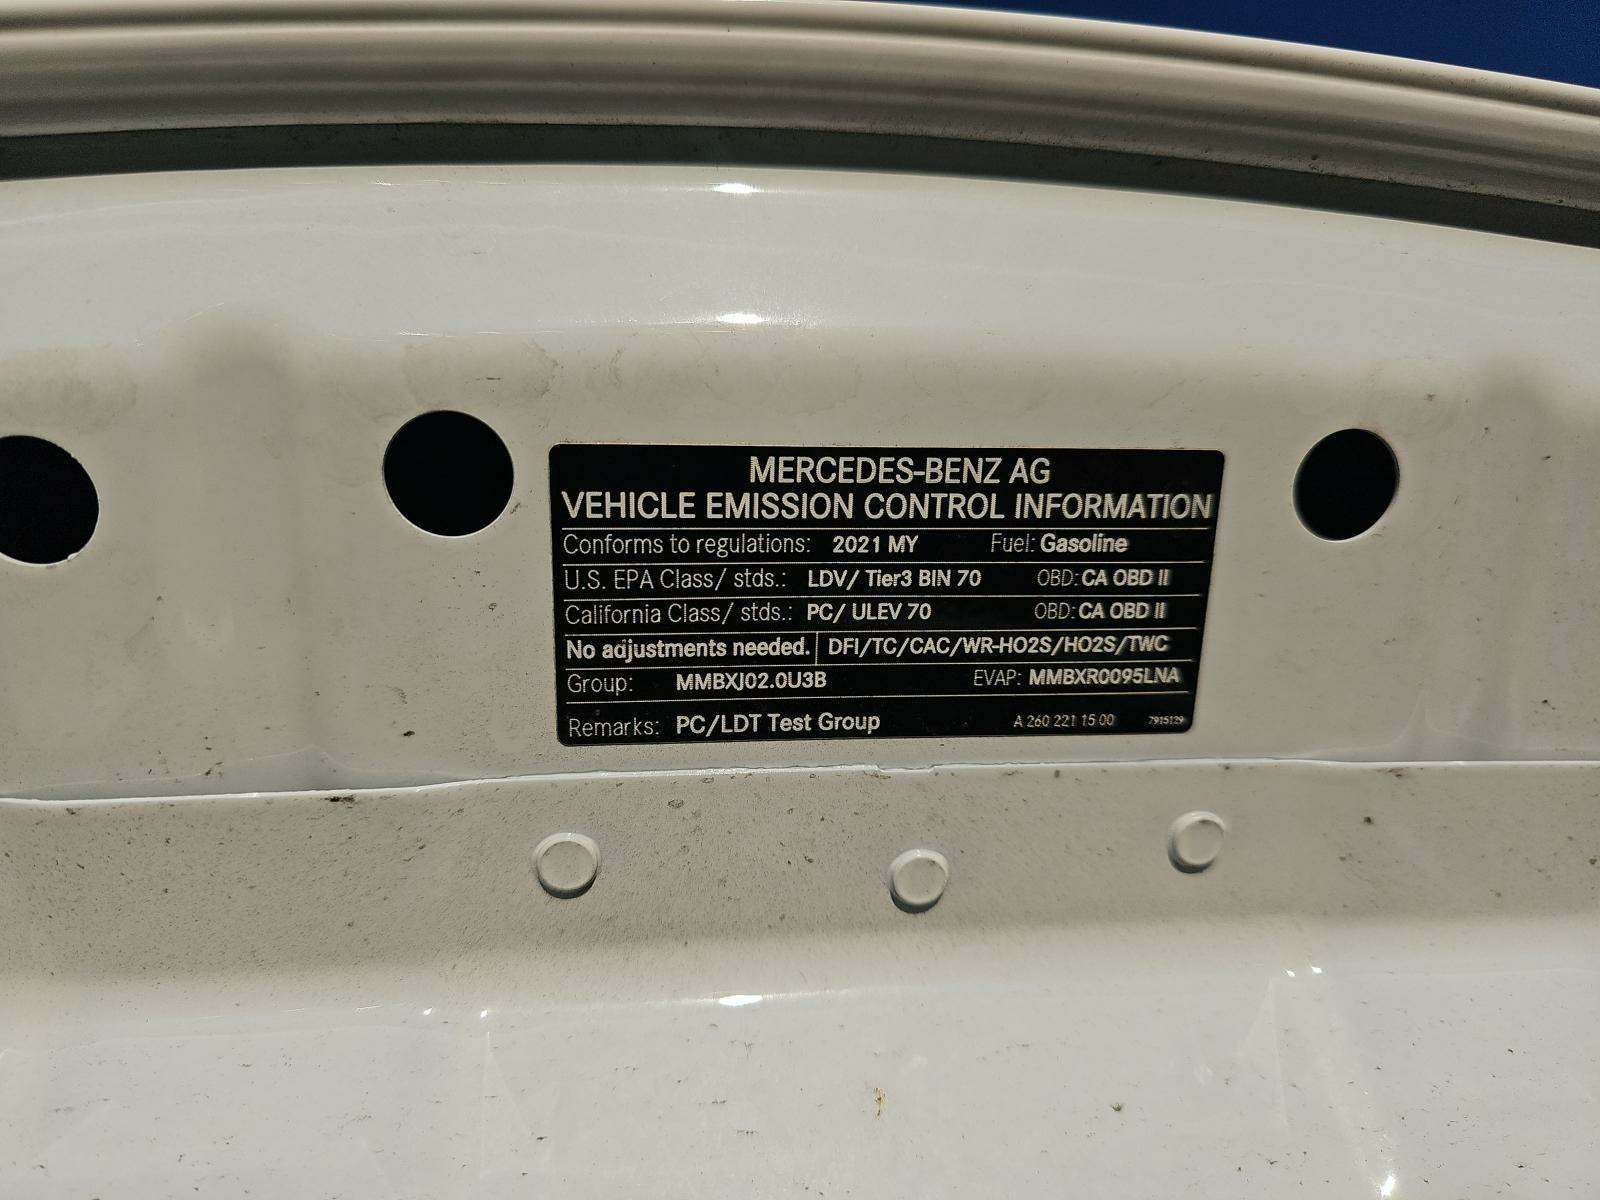 MERCEDES-BENZ AG
VEHICLE EMISSION CONTROL INFORMATION
Conforms to regulations: 2021 MY Fuel: Gasoline
U.S. EPA Class/ stds.: LDV/ Tier3 BIN 70 OBD: CA OBD II
California Class/ stds.: PC/ ULEV 70 OBD: CA OBD II
No adjustments needed. DFI/TC/CAC/WR-HO2S/HO2S/TWC
Group: MMBXJ02.0U3B EVAP: MMBXR0095LNA
Remarks: PC/LDT Test Group A 260 221 15 00 7915129